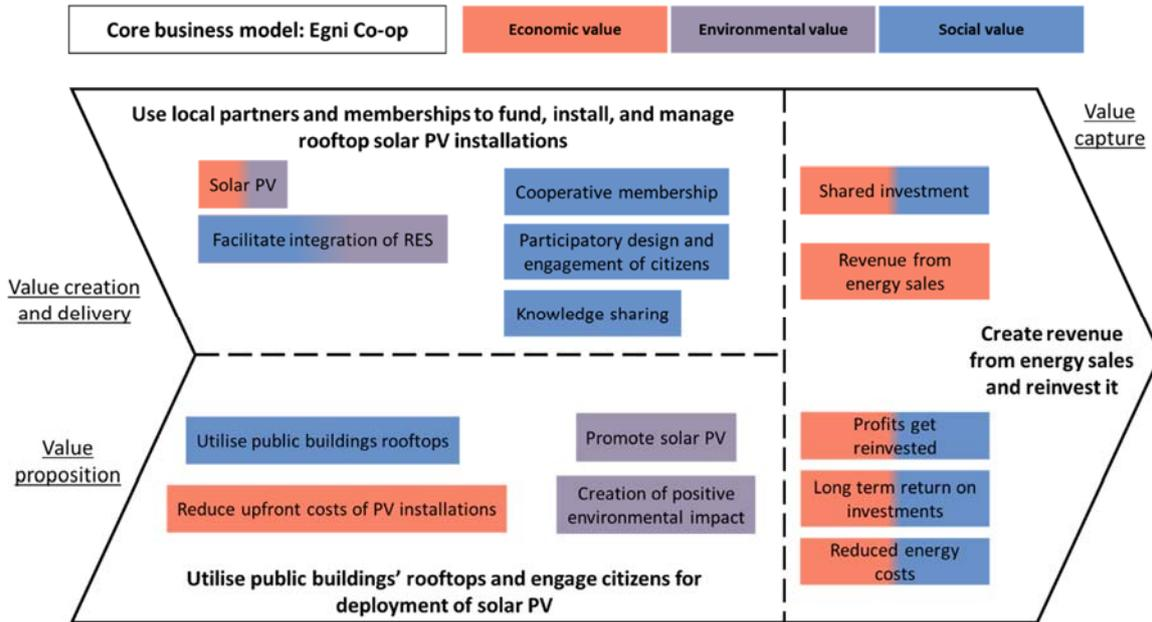 Core business model: Egni Co-op
Economic value
Environmental value
Social value
Use local partners and memberships to fund, install, and manage
rooftop solar PV installations
Value
capture
Solar PV
Facilitate integration of RES
Cooperative membership
Participatory design and
engagement of citizens
Knowledge sharing
Shared investment
Revenue from
energy sales
Value creation
and delivery
Create revenue
from energy sales
and reinvest it
Value
proposition
Utilise public buildings rooftops
Reduce upfront costs of PV installations
Promote solar PV
Creation of positive
environmental impact
Profits get
reinvested
Long term return on
investments
Reduced energy
costs
Utilise public buildings’ rooftops and engage citizens for
deployment of solar PV